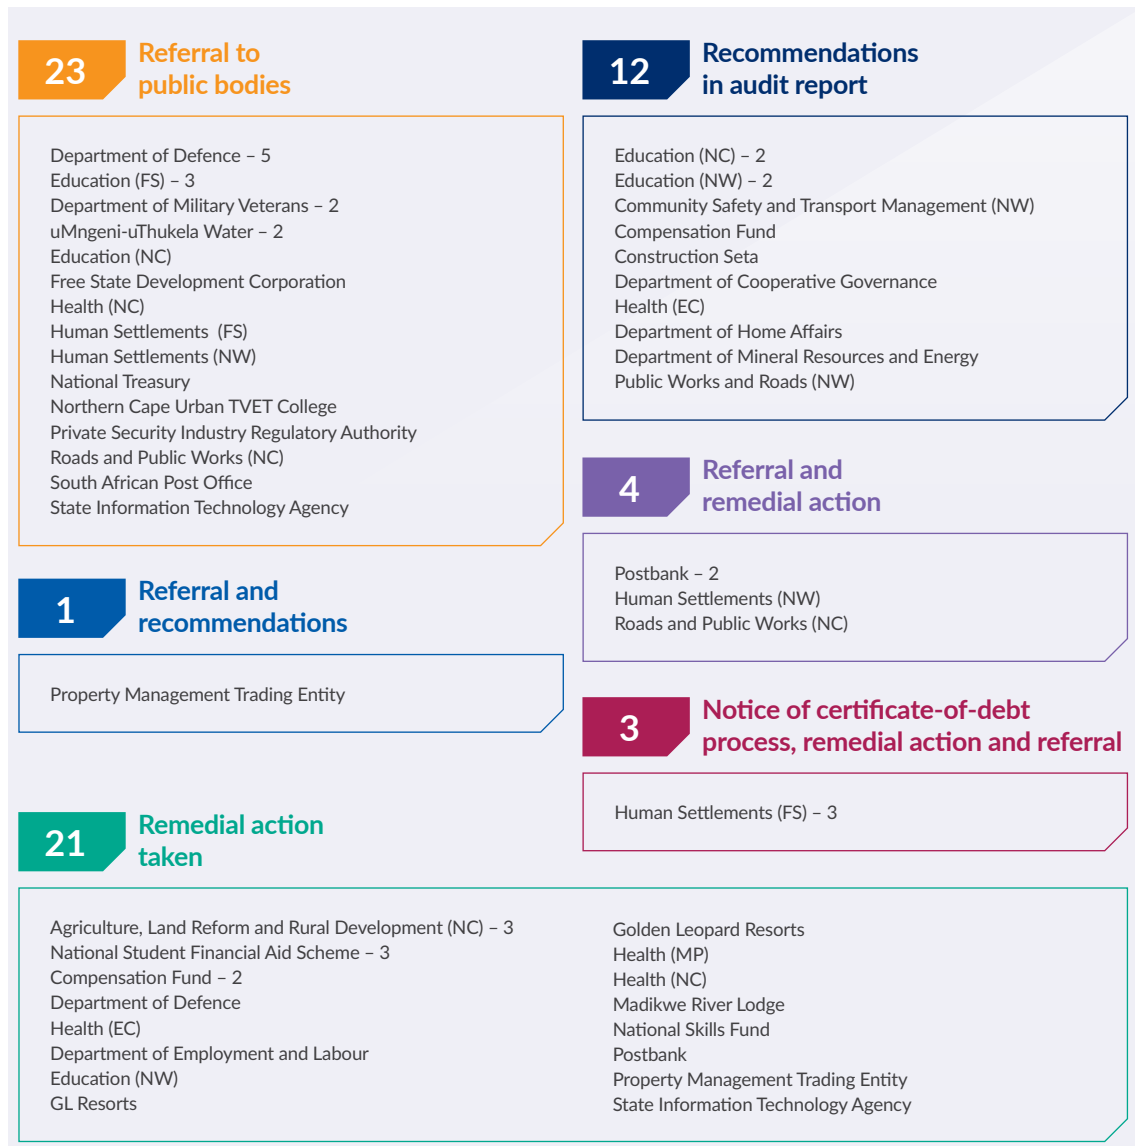 23
Referral to
public bodies
Department of Defence – 5
Education (FS) – 3
Department of Military Veterans – 2
uMngeni-uThukela Water – 2
Education (NC)
Free State Development Corporation
Health (NC)
Human Settlements (FS)
Human Settlements (NW)
National Treasury
Northern Cape Urban TVET College
Private Security Industry Regulatory Authority
Roads and Public Works (NC)
South African Post Office
State Information Technology Agency
12
Recommendations
in audit report
Education (NC) – 2
Education (NW) – 2
Community Safety and Transport Management (NW)
Compensation Fund
Construction Seta
Department of Cooperative Governance
Health (EC)
Department of Home Affairs
Department of Mineral Resources and Energy
Public Works and Roads (NW)
4
Referral and
remedial action
Postbank – 2
Human Settlements (NW)
Roads and Public Works (NC)
1
Referral and
recommendations
Property Management Trading Entity
3
Notice of certificate-of-debt
process, remedial action and referral
Human Settlements (FS) – 3
21
Remedial action
taken
Agriculture, Land Reform and Rural Development (NC) – 3
National Student Financial Aid Scheme – 3
Compensation Fund – 2
Department of Defence
Health (EC)
Department of Employment and Labour
Education (NW)
GL Resorts
Golden Leopard Resorts
Health (MP)
Health (NC)
Madikwe River Lodge
National Skills Fund
Postbank
Property Management Trading Entity
State Information Technology Agency